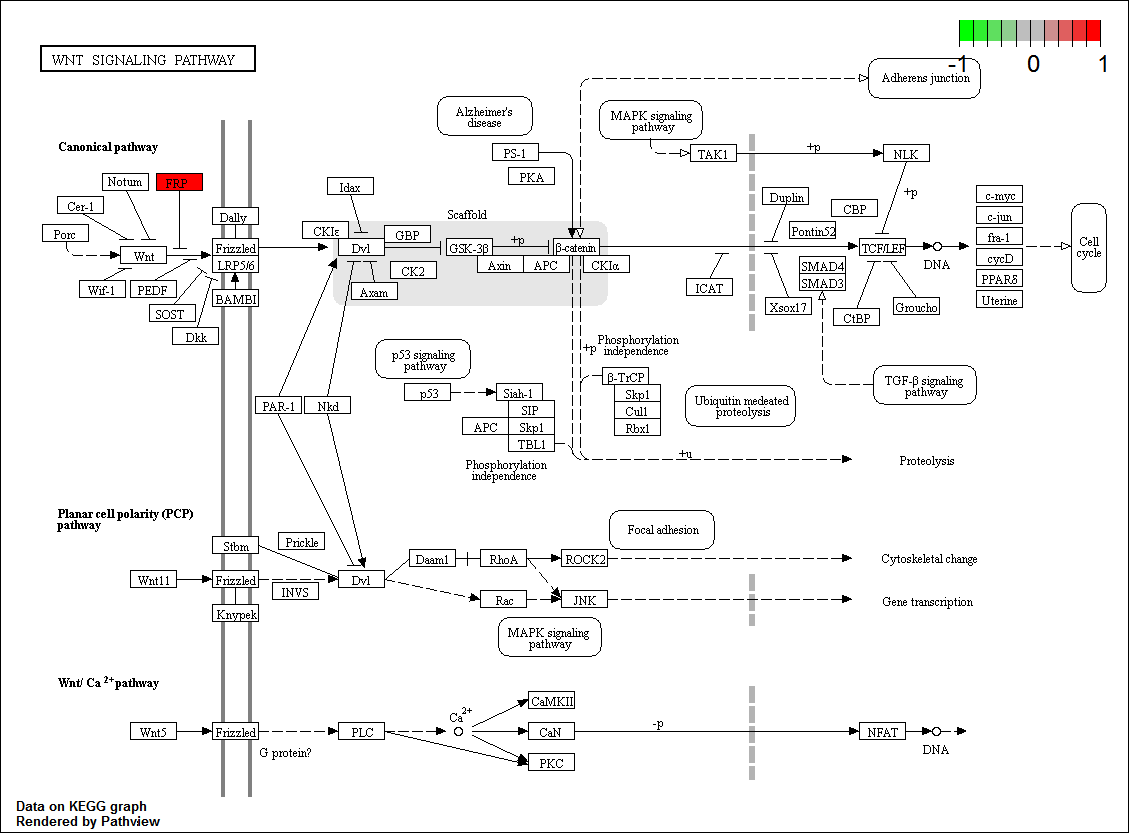 WNT SIGNALING PATHWAY
-1 0 1
Adherens junction
Alzheimer's
disease
MAPK signaling
pathway
Canonical pathway
PS-1
TAK1
+p
NLK
PKA
Notum
FRP
Idax
+p
Cer-1
Duplin
c-myc
Dally
Scaffold
CBP
c-jun
Porc
CKIε
GBP
Pontin52
fra-1
Wnt
Frizzled
Dvl
GSK-3β
+p
β-catenin
TCF/LEF
DNA
cycD
Cell
cycle
LRP5/6
CK2
Axin
APC
CKIα
SMAD4
SMAD3
PPARδ
Wif-1
PEDF
BAMBI
Axam
ICAT
Uterine
SOST
Xsox17
CtBP
Groucho
Dkk
p53 signaling
pathway
+p
Phosphorylation
independence
TGF-β signaling
pathway
p53
Siah-1
β-TrCP
Skp1
Ubiquitin medeated
proteolysis
PAR-1
Nkd
SIP
Cul1
APC
Skp1
Rbx1
TBL1
+u
Proteolysis
Phosphorylation
independence
Planar cell polarity (PCP)
pathway
Focal adhesion
Stbm
Prickle
Daam1
RhoA
ROCK2
Cytoskeletal change
Wnt11
Frizzled
INVS
Dvl
Rac
JNK
Gene transcription
Knypek
MAPK signaling
pathway
Wnt/ Ca 2+ pathway
CaMKII
Ca2+
Wnt5
Frizzled
PLC
CaN
-p
NFAT
DNA
G protein?
PKC
Data on KEGG graph
Rendered by Pathview